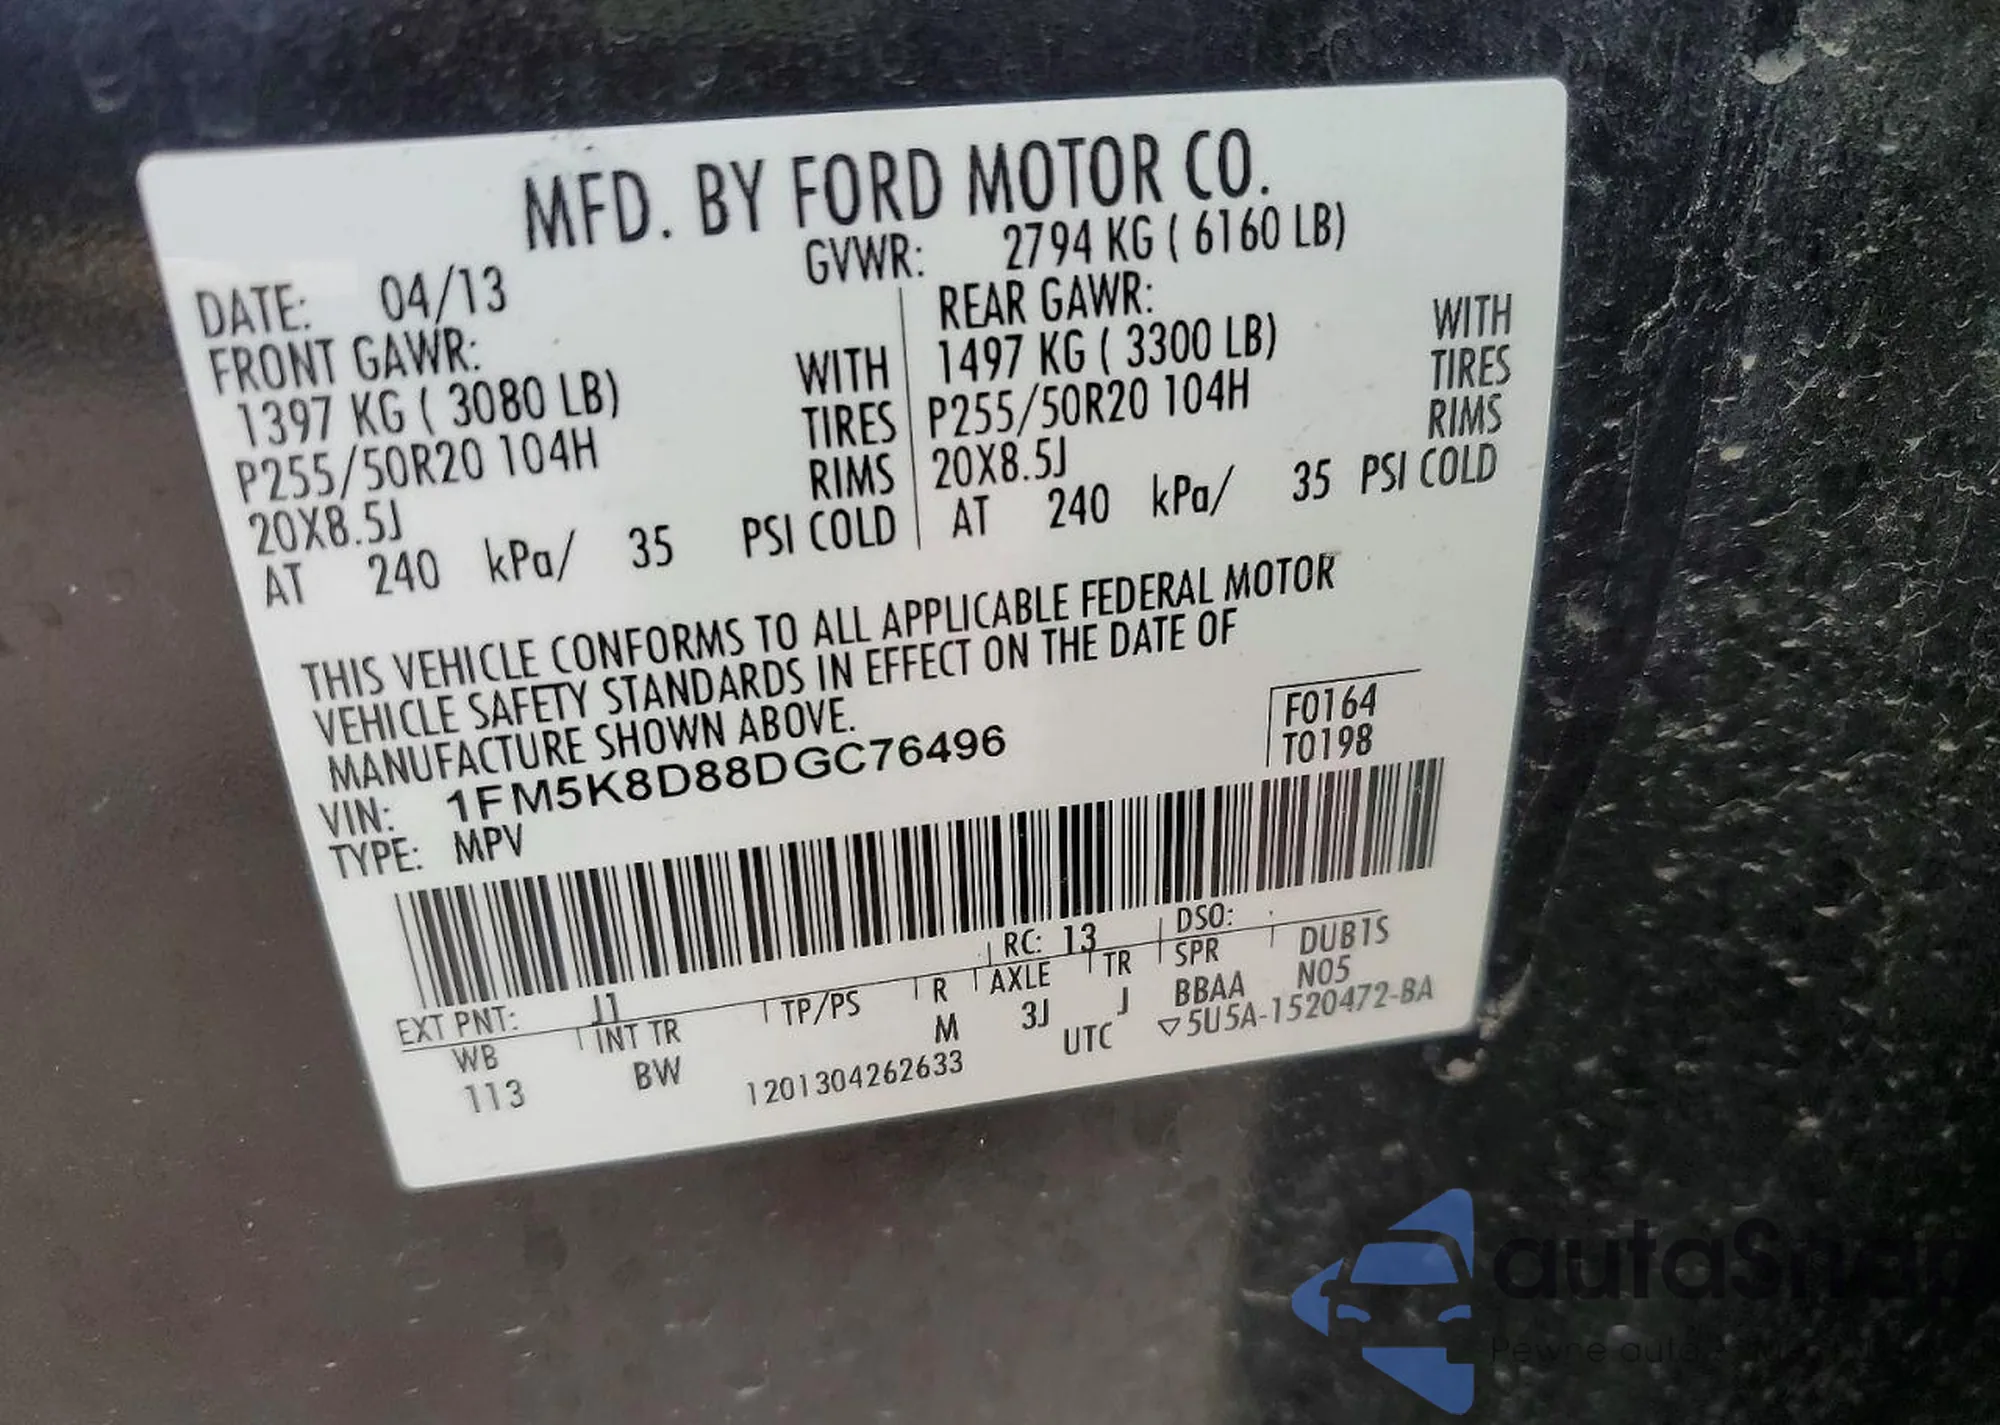 MFD. BY FORD MOTOR CO.
DATE: 04/13 GVWR: 2794 KG ( 6160 LB)
FRONT GAWR: REAR GAWR:
1397 KG ( 3080 LB) WITH 1497 KG ( 3300 LB) WITH
P255/50R20 104H TIRES P255/50R20 104H TIRES
20X8.5J RIMS 20X8.5J RIMS
AT 240 kPa/ 35 PSI COLD AT 240 kPa/ 35 PSI COLD
THIS VEHICLE CONFORMS TO ALL APPLICABLE FEDERAL MOTOR
VEHICLE SAFETY STANDARDS IN EFFECT ON THE DATE OF
MANUFACTURE SHOWN ABOVE.
VIN: 1FM5K8D88DGC76496 F0164
TYPE: MPV T0198
EXT PNT: J1 RC: 13 DSO:
WB INT TR TP/PS R AXLE TR SPR DUB1S
113 BW M 3J J BBAA N05
1201304262633 UTC ▽5U5A-1520472-BA
autaSnap
Pewne auta